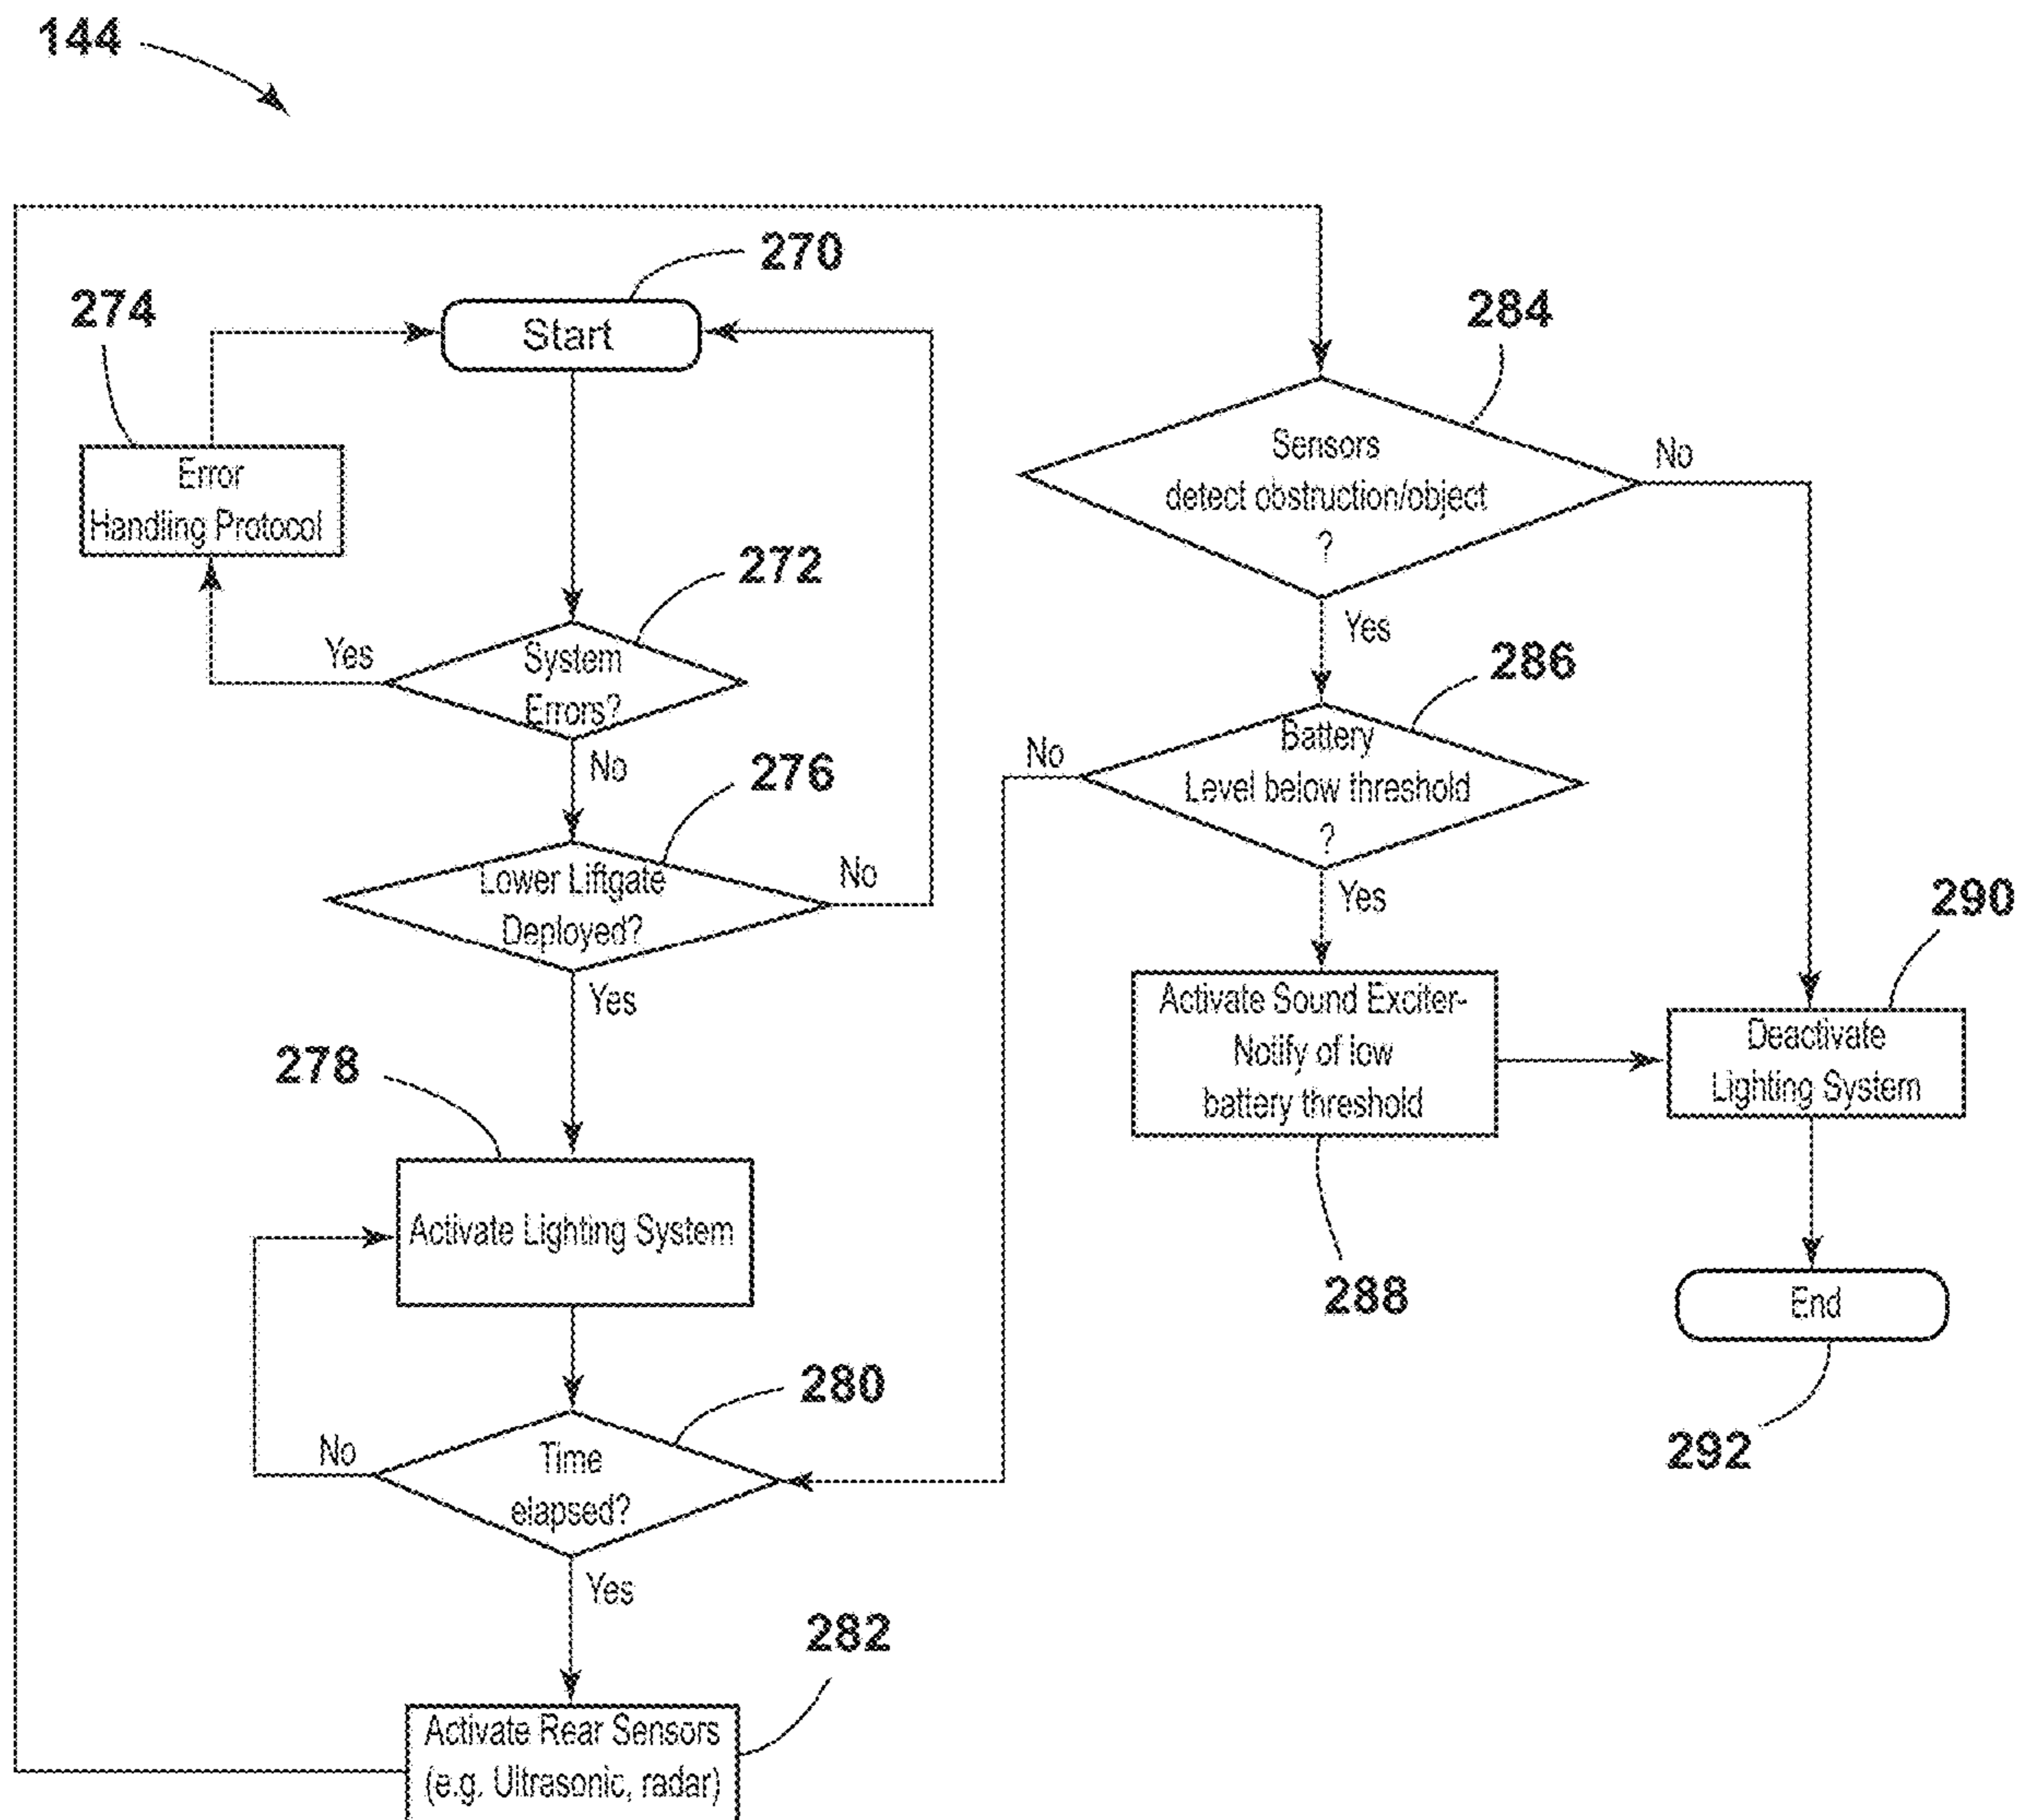 144
270
274
Start
284
Error
Handling Protocol
Sensors
detect obstruction/object
?
No
272
Yes
System
Errors?
Yes
286
No
276
Battery
Level below threshold
?
No
Lower Liftgate
Deployed?
No
Yes
290
Yes
278
Activate Sound Exciter-
Notify of low
battery threshold
Deactivate
Lighting System
Activate Lighting System
288
End
280
No
Time
elapsed?
292
Yes
282
Activate Rear Sensors
(e.g. Ultrasonic, radar)